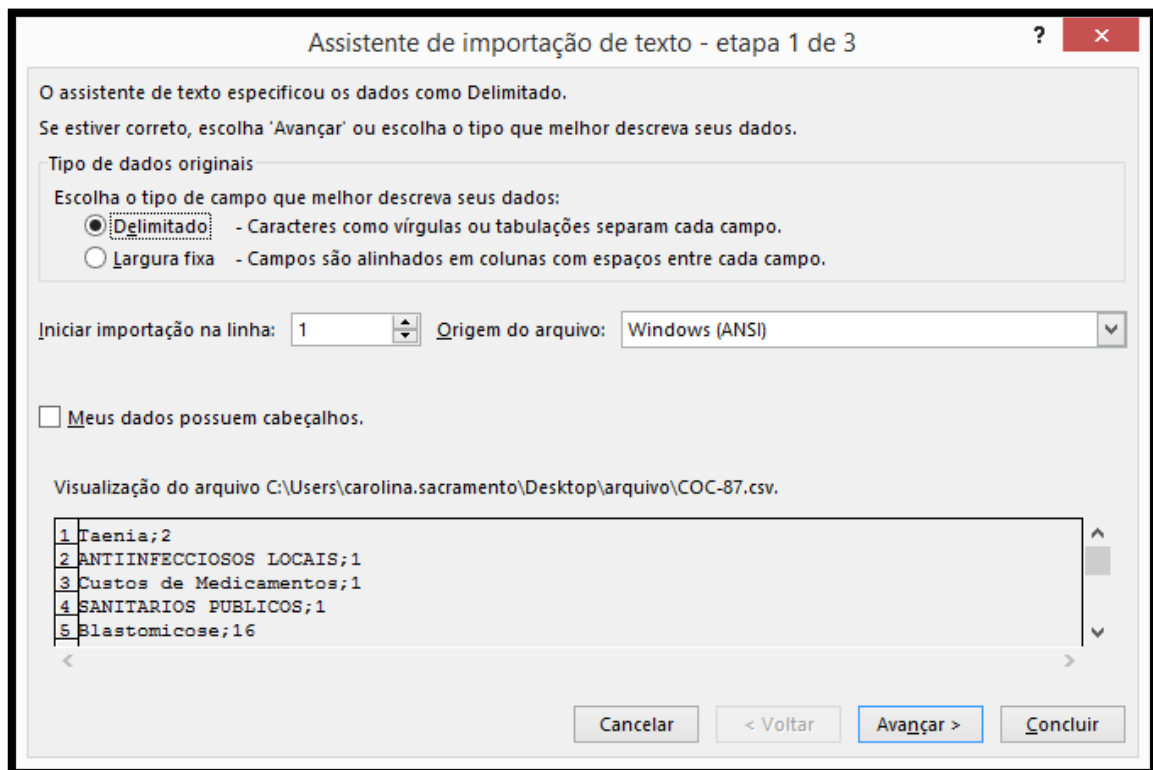 Assistente de importação de texto - etapa 1 de 3
?
×
O assistente de texto especificou os dados como Delimitado.
Se estiver correto, escolha 'Avançar' ou escolha o tipo que melhor descreva seus dados.
Tipo de dados originais
Escolha o tipo de campo que melhor descreva seus dados:
Delimitado - Caracteres como vírgulas ou tabulações separam cada campo.
Largura fixa - Campos são alinhados em colunas com espaços entre cada campo.
Iniciar importação na linha: 1 Origem do arquivo: Windows (ANSI)
Meus dados possuem cabeçalhos.
Visualização do arquivo C:\Users\carolina.sacramento\Desktop\arquivo\COC-87.csv.
1 Taenia;2
2 ANTIINFECCIOSOS LOCAIS;1
3 Custos de Medicamentos;1
4 SANITARIOS PUBLICOS;1
5 Blastomicose;16
Cancelar < Voltar Avançar > Concluir